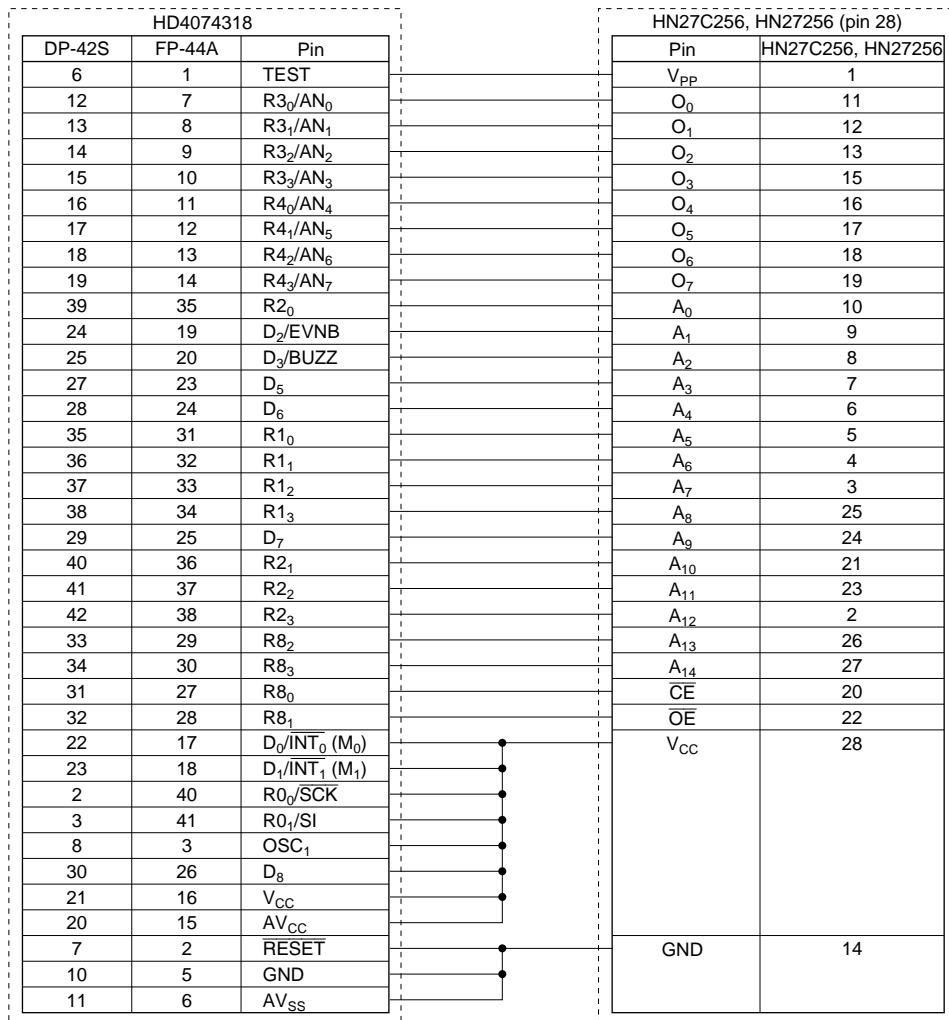 HD4074318 HN27C256, HN27256 (pin 28)
DP-42S FP-44A Pin Pin HN27C256, HN27256
6 1 TEST V_PP 1
12 7 R3₀/AN₀ O₀ 11
13 8 R3₁/AN₁ O₁ 12
14 9 R3₂/AN₂ O₂ 13
15 10 R3₃/AN₃ O₃ 15
16 11 R4₀/AN₄ O₄ 16
17 12 R4₁/AN₅ O₅ 17
18 13 R4₂/AN₆ O₆ 18
19 14 R4₃/AN₇ O₇ 19
39 35 R2₀ A₀ 10
24 19 D₂/EVNB A₁ 9
25 20 D₃/BUZZ A₂ 8
27 23 D₅ A₃ 7
28 24 D₆ A₄ 6
35 31 R1₀ A₅ 5
36 32 R1₁ A₆ 4
37 33 R1₂ A₇ 3
38 34 R1₃ A₈ 25
29 25 D₇ A₉ 24
40 36 R2₁ A₁₀ 21
41 37 R2₂ A₁₁ 23
42 38 R2₃ A₁₂ 2
33 29 R8₂ A₁₃ 26
34 30 R8₃ A₁₄ 27
31 27 R8₀ C̅E̅ 20
32 28 R8₁ O̅E̅ 22
22 17 D₀/I̅N̅T̅₀ (M₀) V_CC 28
23 18 D₁/I̅N̅T̅₁ (M₁)
2 40 R0₀/S̅C̅K̅
3 41 R0₁/SI
8 3 OSC₁
30 26 D₈
21 16 V_CC
20 15 AV_CC
7 2 R̅E̅S̅E̅T̅ GND 14
10 5 GND
11 6 AV_SS